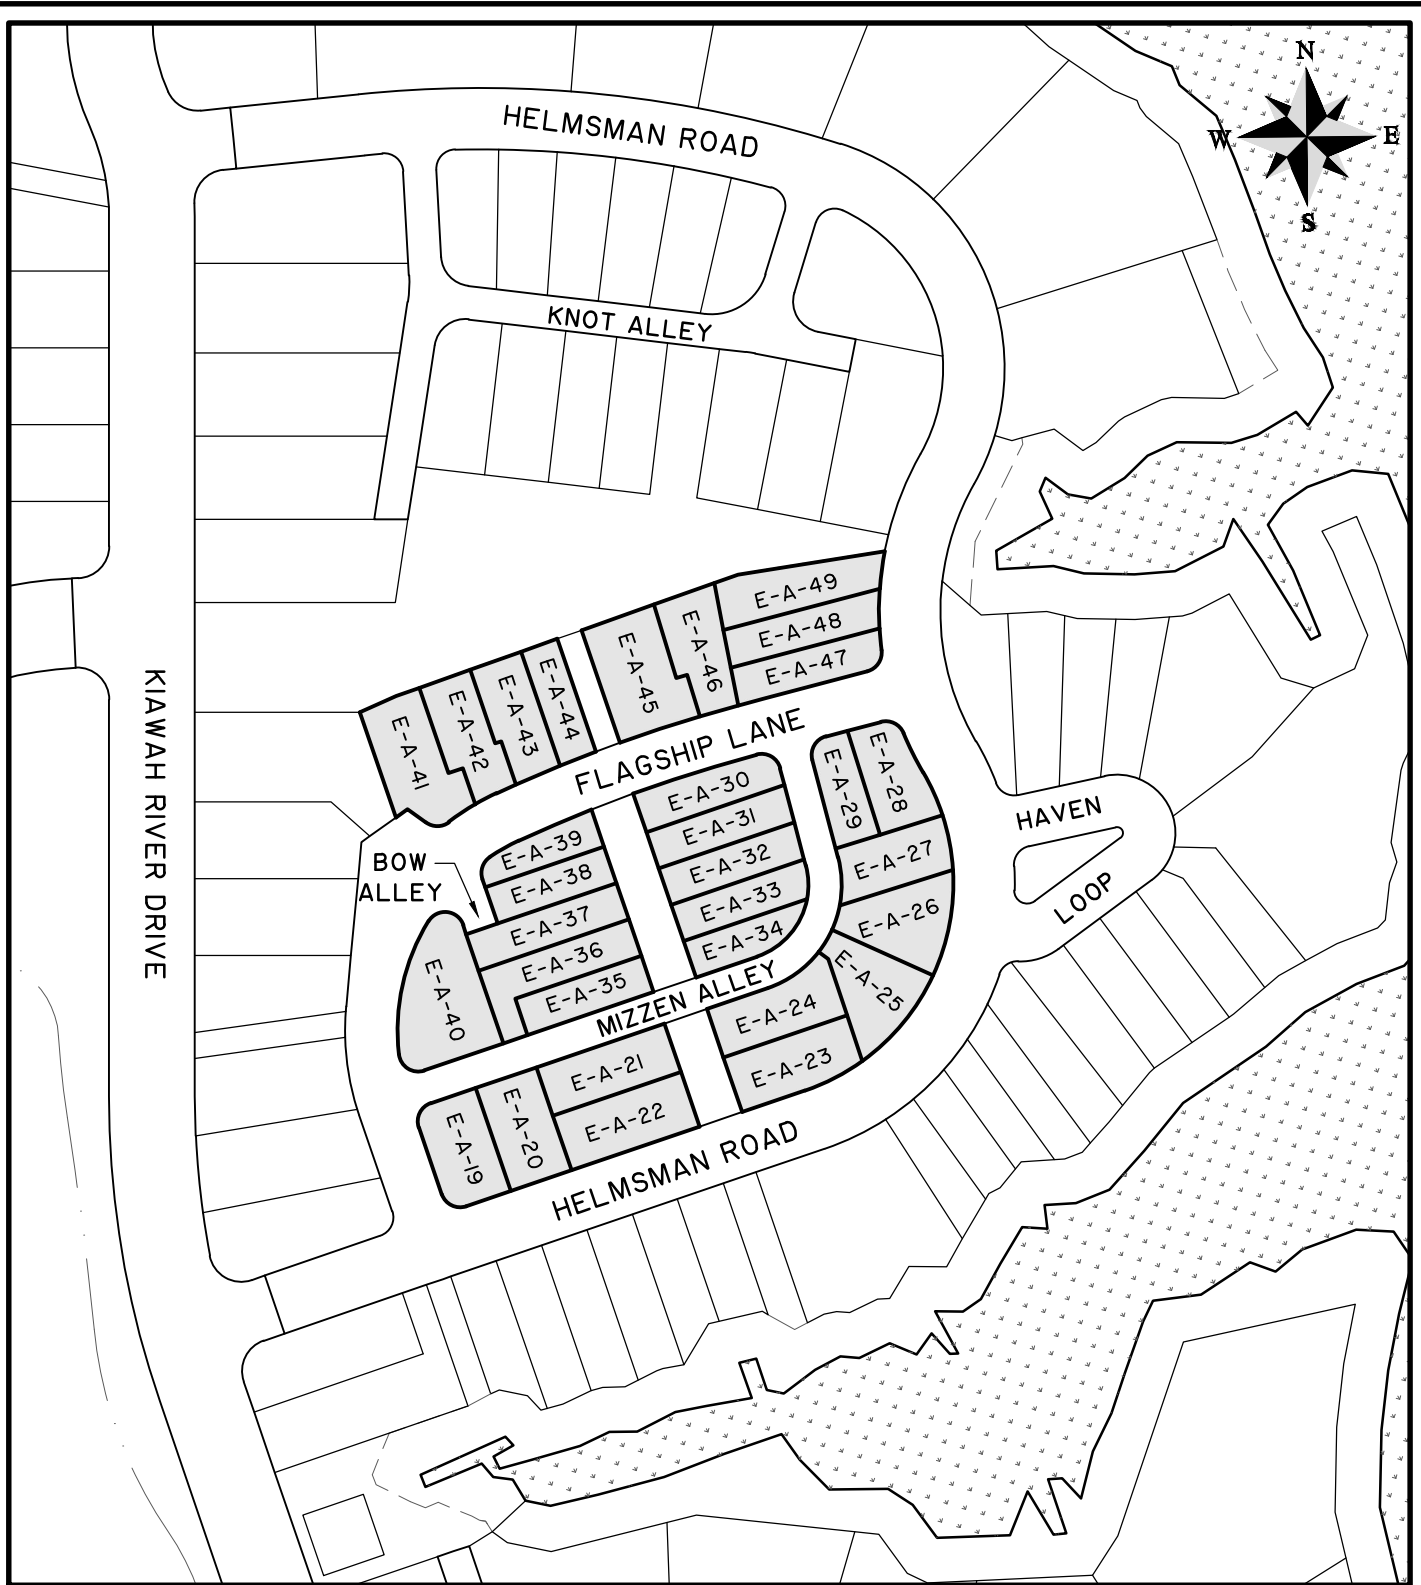 N
W
E
S
HELMSMAN ROAD
KNOT ALLEY
E-A-49
E-A-48
E-A-47
E-A-46
E-A-45
E-A-44
E-A-43
E-A-42
E-A-41
KIAWAH RIVER DRIVE
FLAGSHIP LANE
E-A-30
E-A-31
E-A-32
E-A-33
E-A-34
E-A-29
E-A-28
E-A-27
E-A-26
E-A-25
E-A-24
E-A-23
HAVEN
LOOP
BOW
ALLEY
E-A-39
E-A-38
E-A-37
E-A-36
E-A-35
E-A-40
MIZZEN ALLEY
E-A-21
E-A-22
E-A-20
E-A-19
HELMSMAN ROAD